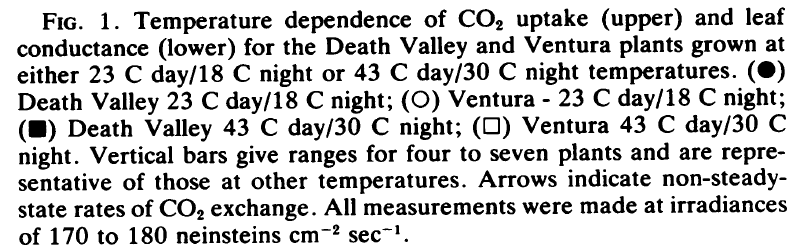 FIG. 1. Temperature dependence of CO₂ uptake (upper) and leaf
conductance (lower) for the Death Valley and Ventura plants grown at
either 23 C day/18 C night or 43 C day/30 C night temperatures. (●)
Death Valley 23 C day/18 C night; (○) Ventura - 23 C day/18 C night;
(■) Death Valley 43 C day/30 C night; (□) Ventura 43 C day/30 C
night. Vertical bars give ranges for four to seven plants and are repre-
sentative of those at other temperatures. Arrows indicate non-steady-
state rates of CO₂ exchange. All measurements were made at irradiances
of 170 to 180 neinsteins cm⁻² sec⁻¹.